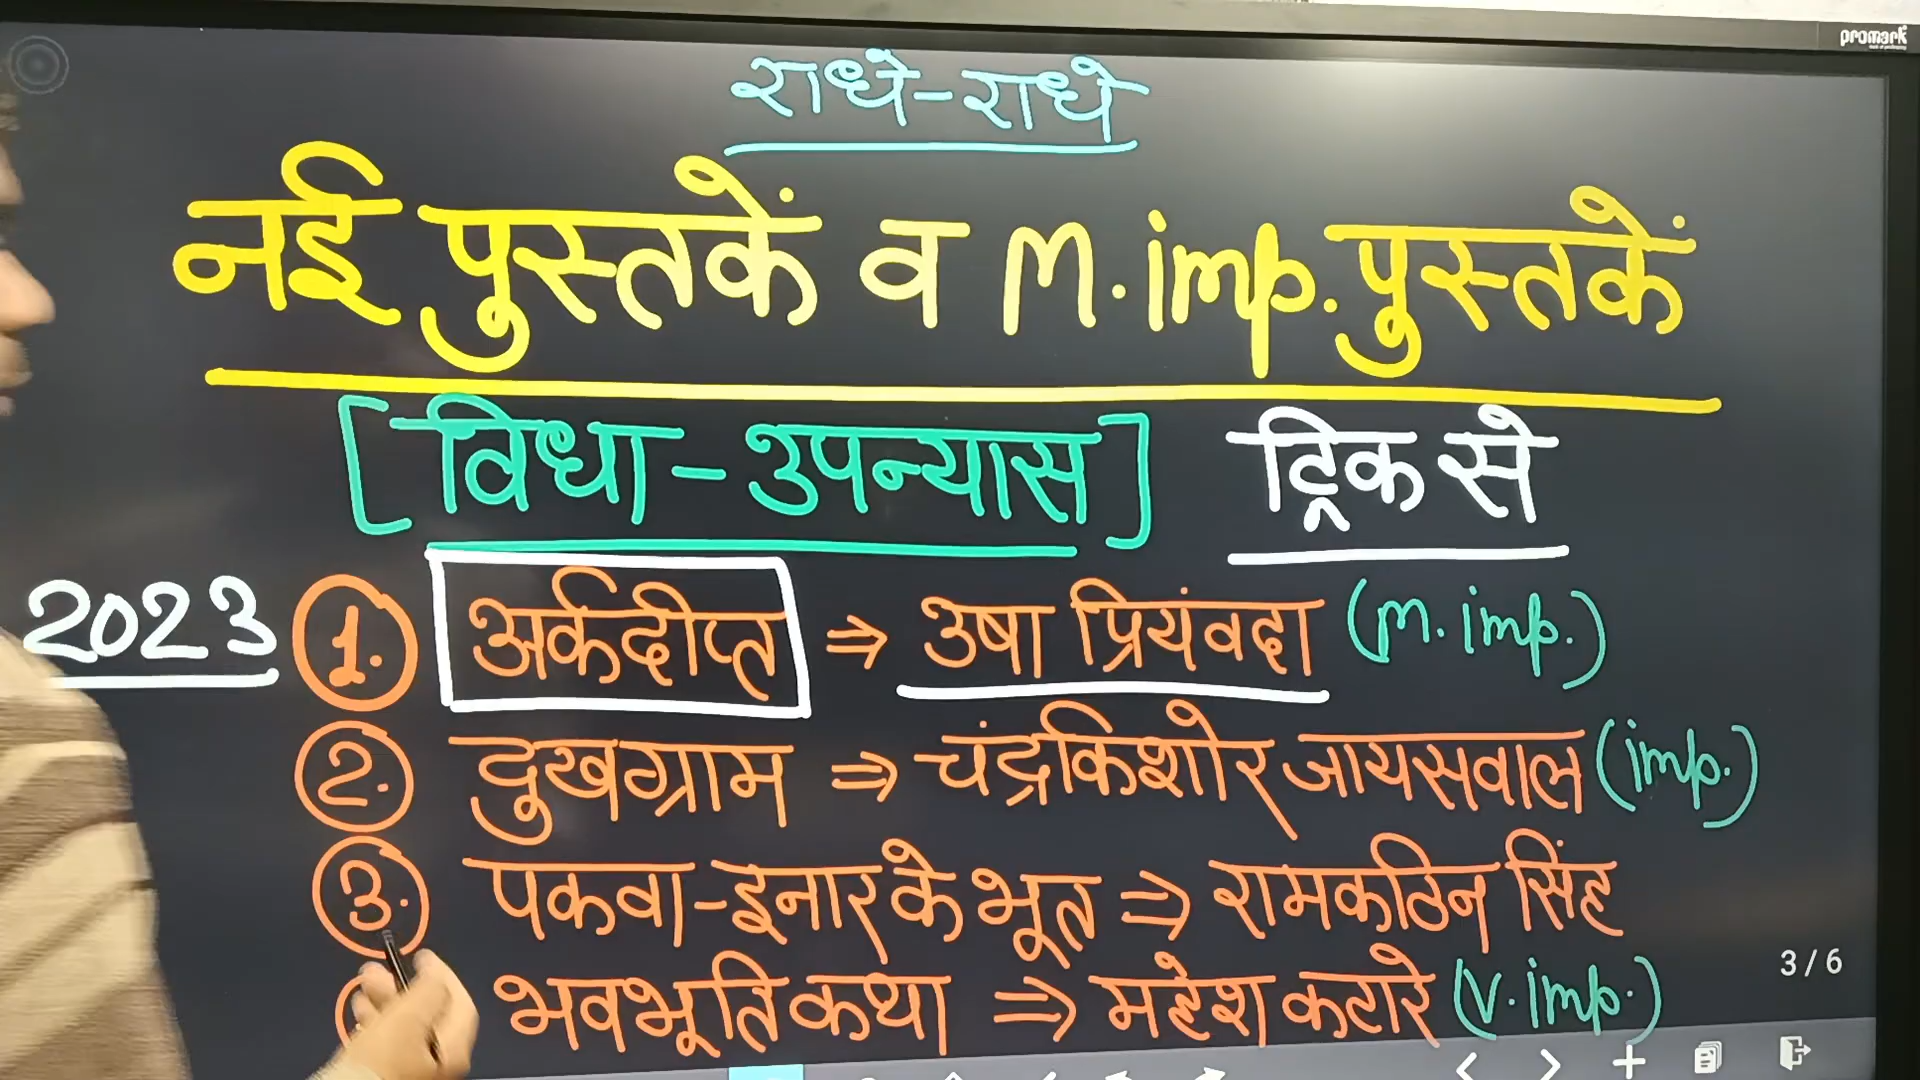 promark
राधे-राधे
नई पुस्तकें व m.imp. पुस्तकें
[विधा - उपन्यास] ट्रिक से
2023 1. अर्कदीप्त ⇒ उषा प्रियंवदा (m.imp.)
2. दुखग्राम ⇒ चंद्रकिशोर जायसवाल (imp.)
3. पकवा-इनार के भूत ⇒ रामकठिन सिंह
भवभूति कथा ⇒ महेश कटारे (v.imp.)
3 / 6